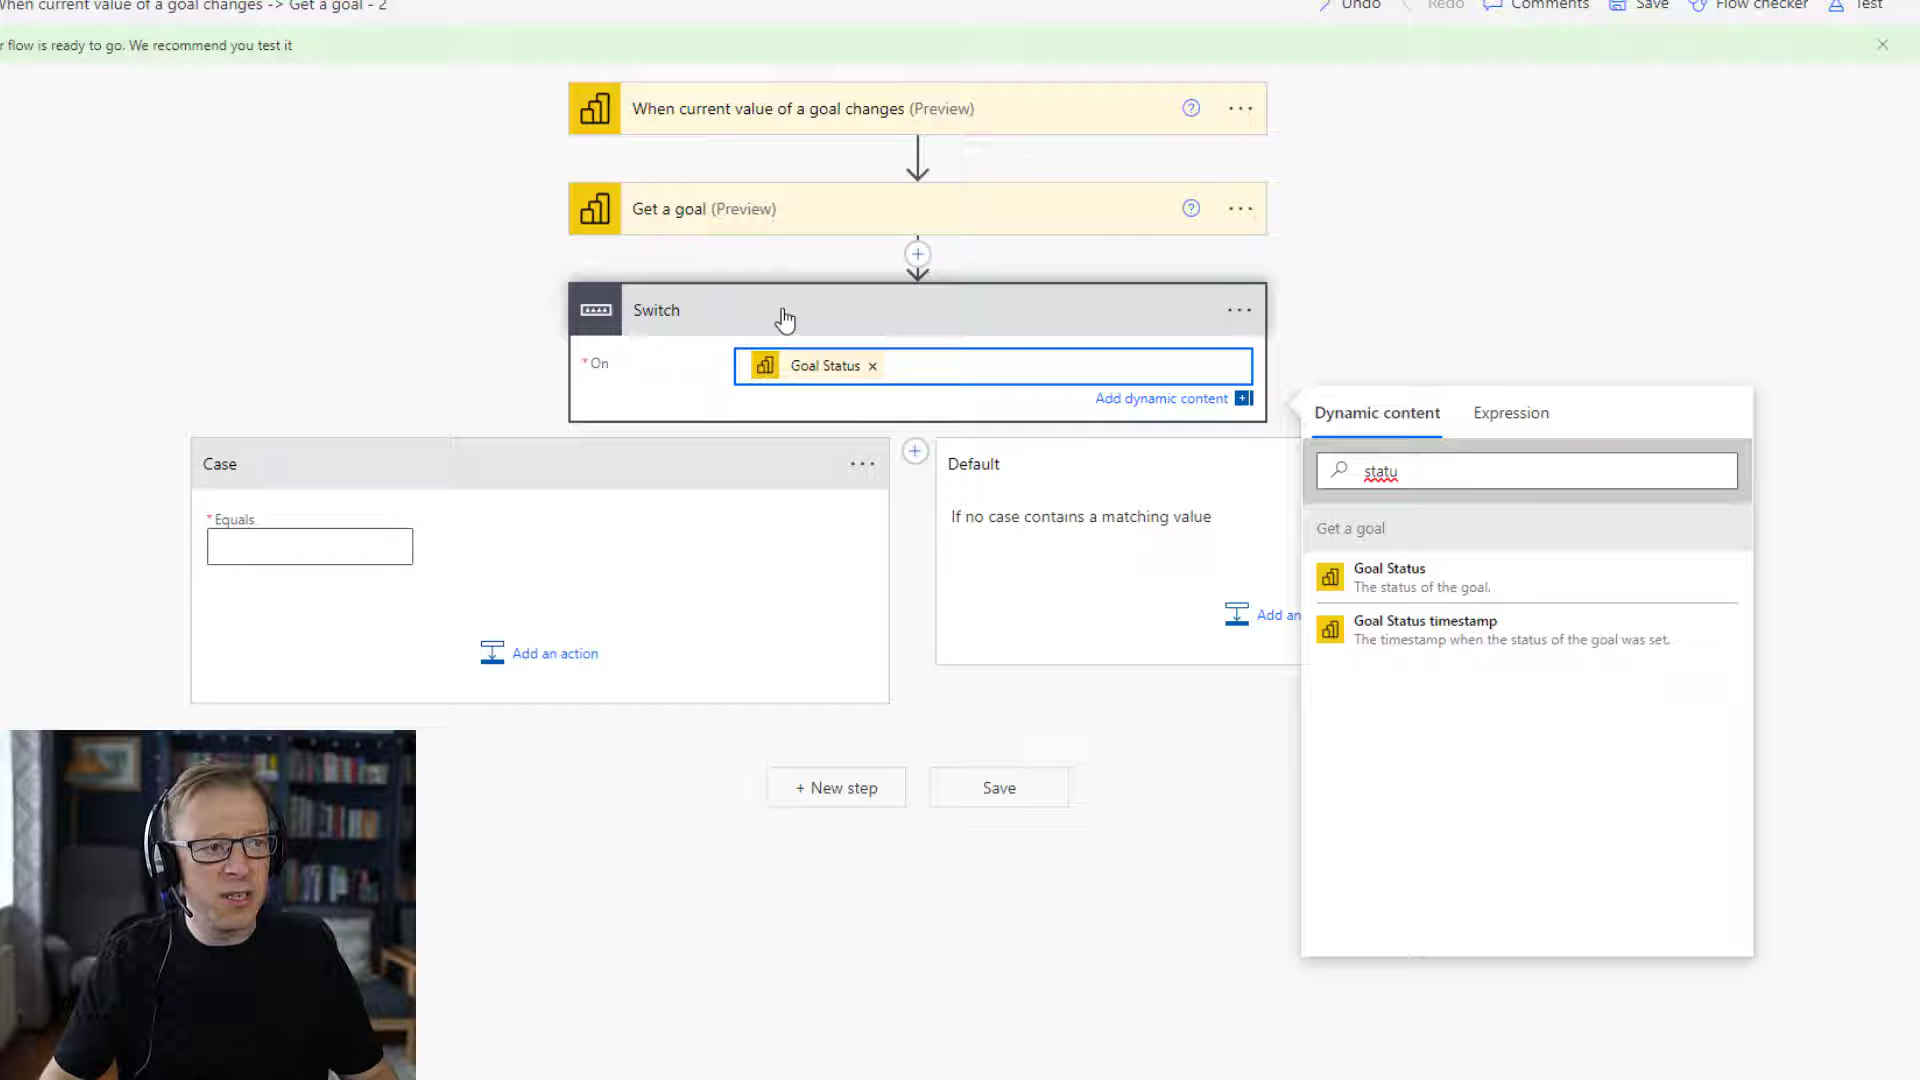 When current value of a goal changes -> Get a goal - 2
Undo
Redo
Comments
Save
Flow checker
Test
r flow is ready to go. We recommend you test it
When current value of a goal changes (Preview)
Get a goal (Preview)
Switch
* On
Goal Status
Add dynamic content
Dynamic content
Expression
statu
Get a goal
Goal Status
The status of the goal.
Goal Status timestamp
The timestamp when the status of the goal was set.
Case
* Equals
Add an action
Default
If no case contains a matching value
Add an
+ New step
Save